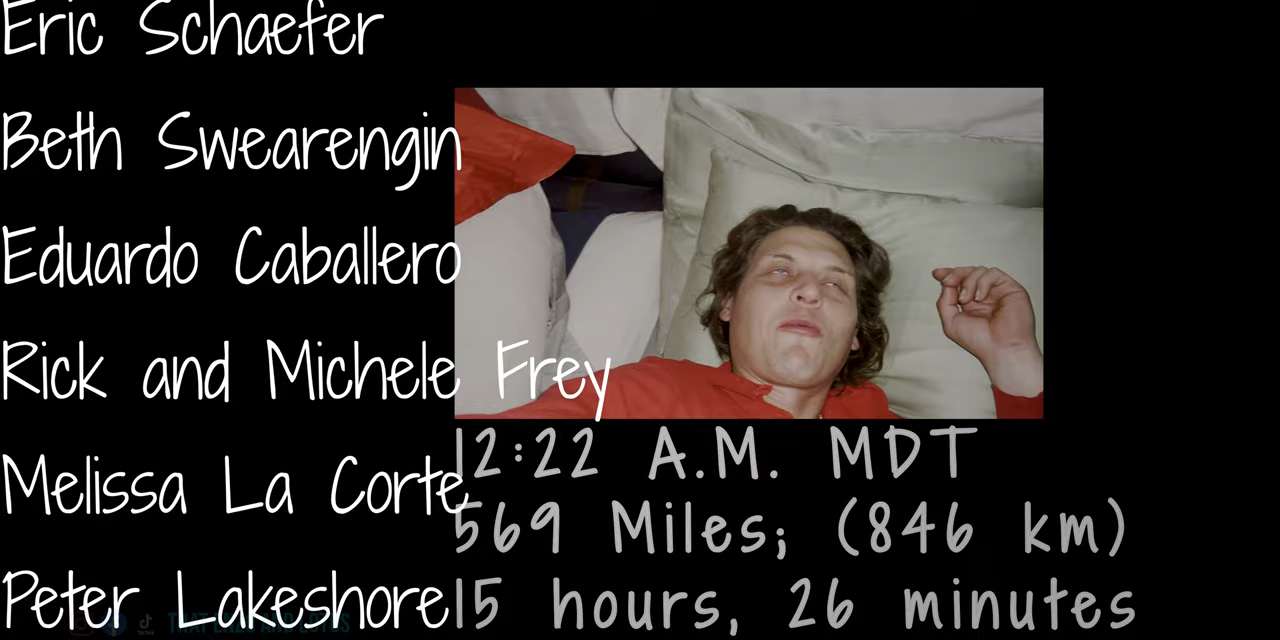 Eric Schaefer
Beth Swearengin
Eduardo Caballero
Rick and Michele Frey
Melissa La Corte
Peter Lakeshore
12:22 A.M. MDT
569 Miles; (846 km)
15 hours, 26 minutes